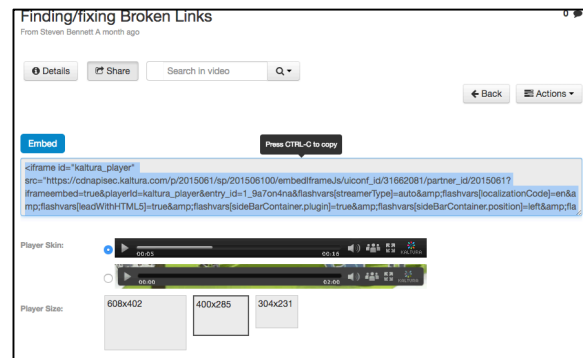 Finding/fixing Broken Links
0
From Steven Bennett A month ago
Details Share Search in video
Back Actions
Embed
Press CTRL-C to copy
<iframe id="kaltura_player"
src="https://cdnapisec.kaltura.com/p/2015061/sp/201506100/embedIframeJs/uiconf_id/31662081/partner_id/2015061?
iframeembed=true&playerId=kaltura_player&entry_id=1_9a7on4na&flashvars[streamerType]=auto&amp;flashvars[localizationCode]=en&a
mp;flashvars[leadWithHTML5]=true&amp;flashvars[sideBarContainer.plugin]=true&amp;flashvars[sideBarContainer.position]=left&amp;fla
Player Skin:
00:05 00:16 KALTURA
00:00 02:00 KALTURA
Player Size:
608x402 400x285 304x231